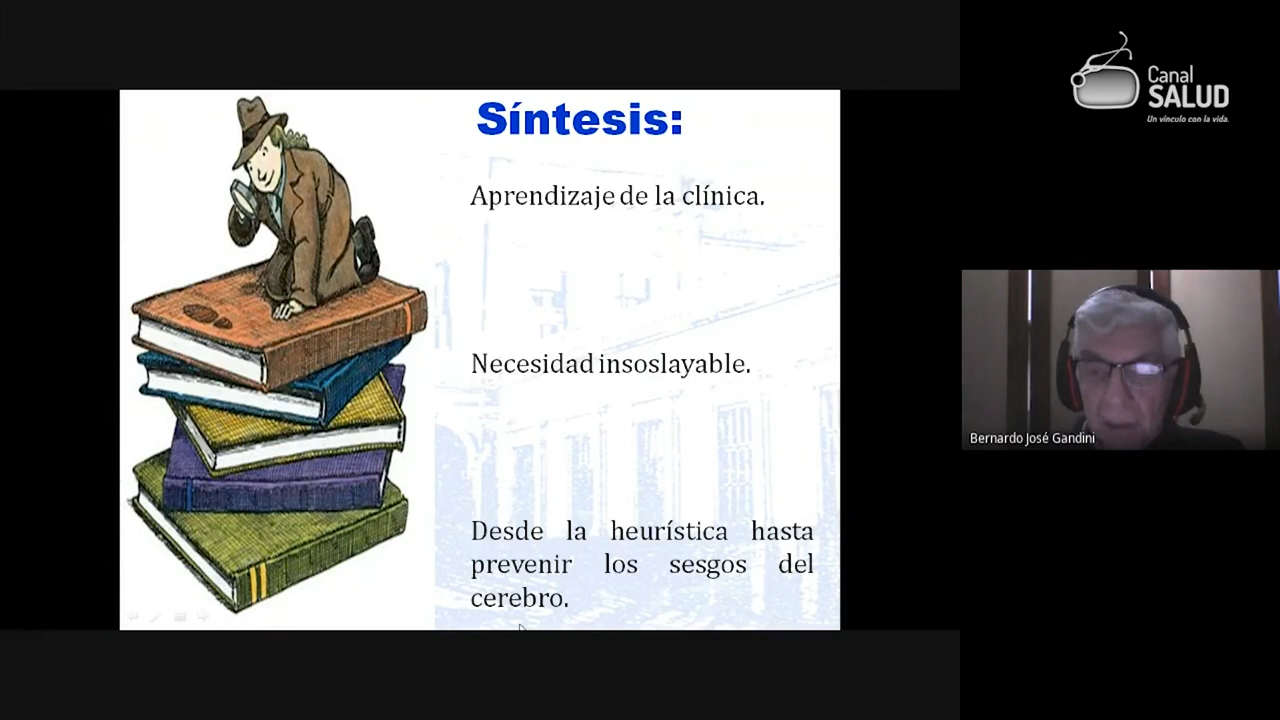 Síntesis:
Aprendizaje de la clínica.
Necesidad insoslayable.
Desde la heurística hasta
prevenir los sesgos del
cerebro.
Canal
SALUD
Un vínculo con la vida.
Bernardo José Gandini